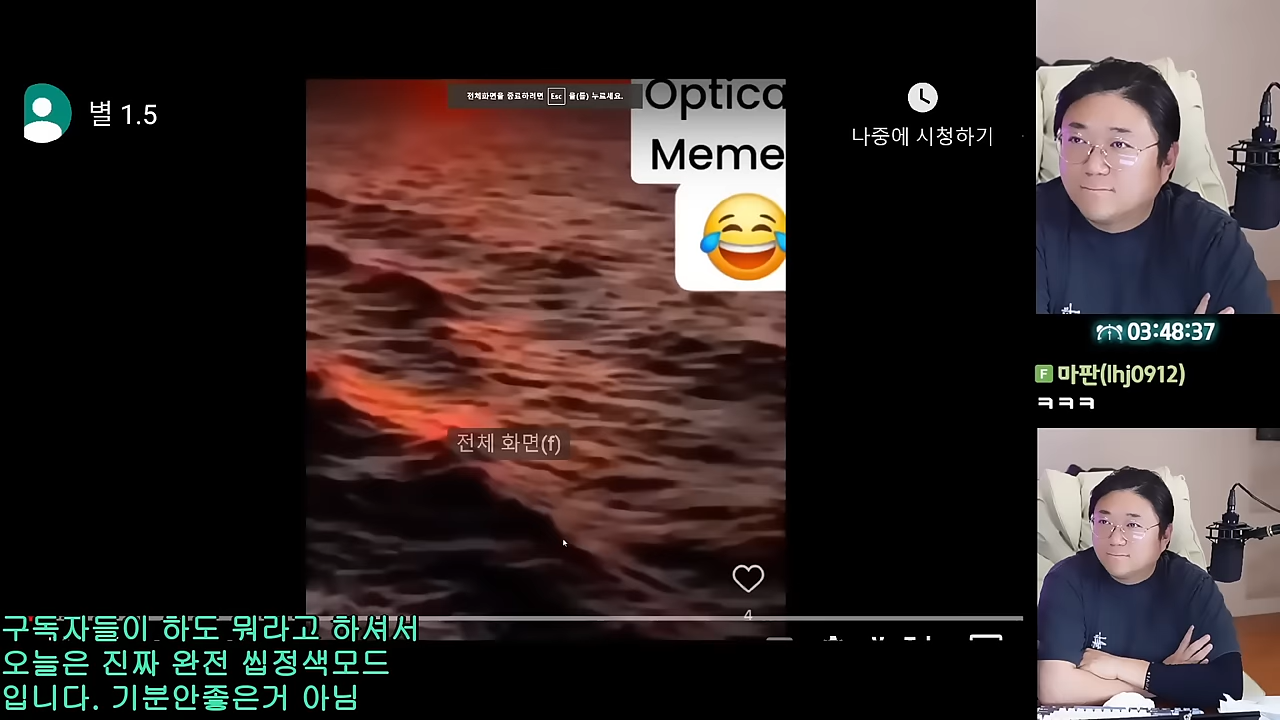 별 1.5
전체화면을 종료하려면 Esc 을(를) 누르세요.
Optica
Meme
나중에 시청하기
전체 화면(f)
4
03:48:37
F 마판(lhj0912)
ㅋㅋㅋ
구독자들이 하도 뭐라고 하셔서
오늘은 진짜 완전 씹정색모드
입니다. 기분안좋은거 아님